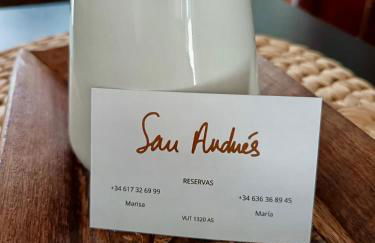 San Andrés
RESERVAS
+34 617 32 69 99
+34 636 36 89 45
Marisa
María
VUT 1320 AS